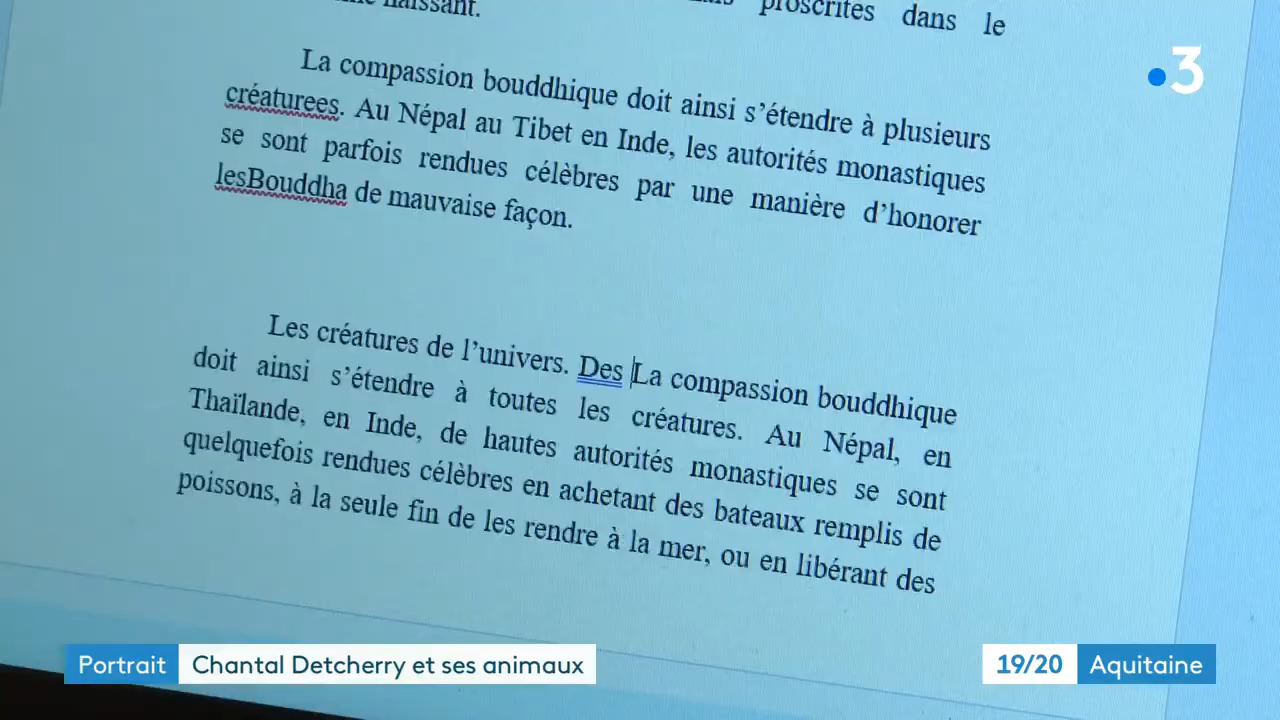 naissant.
proscrites dans le
La compassion bouddhique doit ainsi s'étendre à plusieurs
créaturees. Au Népal au Tibet en Inde, les autorités monastiques
se sont parfois rendues célèbres par une manière d'honorer
lesBouddha de mauvaise façon.
Les créatures de l'univers. Des La compassion bouddhique
doit ainsi s'étendre à toutes les créatures. Au Népal, en
Thaïlande, en Inde, de hautes autorités monastiques se sont
quelquefois rendues célèbres en achetant des bateaux remplis de
poissons, à la seule fin de les rendre à la mer, ou en libérant des
3
Portrait Chantal Detcherry et ses animaux
19/20 Aquitaine